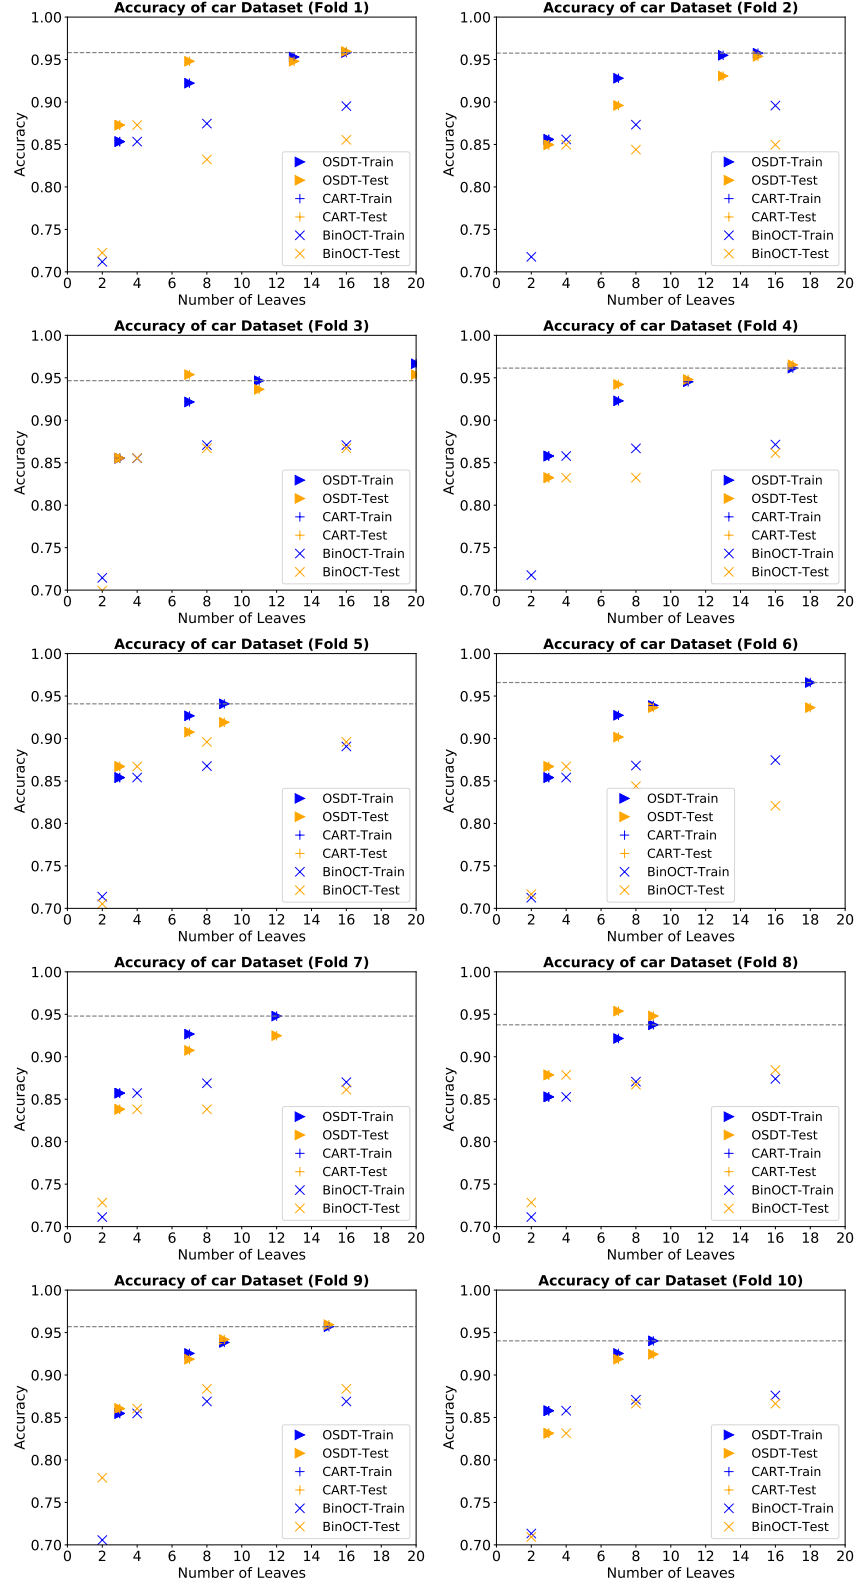 Accuracy of car Dataset (Fold 1)
Accuracy
1.00
0.95
0.90
0.85
0.80
0.75
0.70
OSDT-Train
OSDT-Test
CART-Train
CART-Test
BinOCT-Train
BinOCT-Test
0 2 4 6 8 10 12 14 16 18 20
Number of Leaves
Accuracy of car Dataset (Fold 2)
Accuracy
1.00
0.95
0.90
0.85
0.80
0.75
0.70
OSDT-Train
OSDT-Test
CART-Train
CART-Test
BinOCT-Train
BinOCT-Test
0 2 4 6 8 10 12 14 16 18 20
Number of Leaves
Accuracy of car Dataset (Fold 3)
Accuracy
1.00
0.95
0.90
0.85
0.80
0.75
0.70
OSDT-Train
OSDT-Test
CART-Train
CART-Test
BinOCT-Train
BinOCT-Test
0 2 4 6 8 10 12 14 16 18 20
Number of Leaves
Accuracy of car Dataset (Fold 4)
Accuracy
1.00
0.95
0.90
0.85
0.80
0.75
0.70
OSDT-Train
OSDT-Test
CART-Train
CART-Test
BinOCT-Train
BinOCT-Test
0 2 4 6 8 10 12 14 16 18 20
Number of Leaves
Accuracy of car Dataset (Fold 5)
Accuracy
1.00
0.95
0.90
0.85
0.80
0.75
0.70
OSDT-Train
OSDT-Test
CART-Train
CART-Test
BinOCT-Train
BinOCT-Test
0 2 4 6 8 10 12 14 16 18 20
Number of Leaves
Accuracy of car Dataset (Fold 6)
Accuracy
1.00
0.95
0.90
0.85
0.80
0.75
0.70
OSDT-Train
OSDT-Test
CART-Train
CART-Test
BinOCT-Train
BinOCT-Test
0 2 4 6 8 10 12 14 16 18 20
Number of Leaves
Accuracy of car Dataset (Fold 7)
Accuracy
1.00
0.95
0.90
0.85
0.80
0.75
0.70
OSDT-Train
OSDT-Test
CART-Train
CART-Test
BinOCT-Train
BinOCT-Test
0 2 4 6 8 10 12 14 16 18 20
Number of Leaves
Accuracy of car Dataset (Fold 8)
Accuracy
1.00
0.95
0.90
0.85
0.80
0.75
0.70
OSDT-Train
OSDT-Test
CART-Train
CART-Test
BinOCT-Train
BinOCT-Test
0 2 4 6 8 10 12 14 16 18 20
Number of Leaves
Accuracy of car Dataset (Fold 9)
Accuracy
1.00
0.95
0.90
0.85
0.80
0.75
0.70
OSDT-Train
OSDT-Test
CART-Train
CART-Test
BinOCT-Train
BinOCT-Test
0 2 4 6 8 10 12 14 16 18 20
Number of Leaves
Accuracy of car Dataset (Fold 10)
Accuracy
1.00
0.95
0.90
0.85
0.80
0.75
0.70
OSDT-Train
OSDT-Test
CART-Train
CART-Test
BinOCT-Train
BinOCT-Test
0 2 4 6 8 10 12 14 16 18 20
Number of Leaves